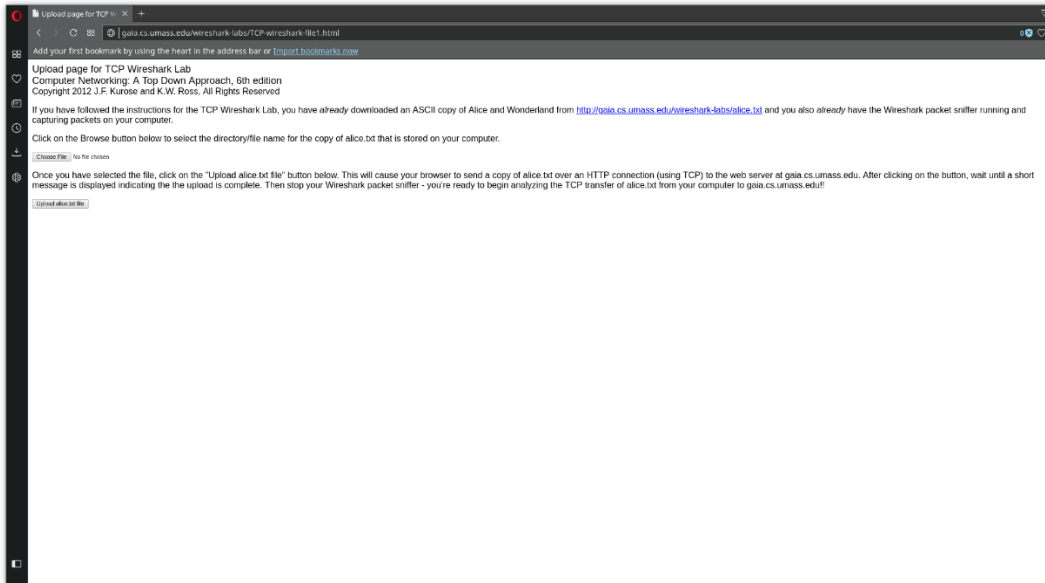 Upload page for TCP W
gaia.cs.umass.edu/wireshark-labs/TCP-wireshark-file1.html
0
Add your first bookmark by using the heart in the address bar or Import bookmarks now
Upload page for TCP Wireshark Lab
Computer Networking: A Top Down Approach, 6th edition
Copyright 2012 J.F. Kurose and K.W. Ross, All Rights Reserved
If you have followed the instructions for the TCP Wireshark Lab, you have already downloaded an ASCII copy of Alice and Wonderland from http://gaia.cs.umass.edu/wireshark-labs/alice.txt and you also already have the Wireshark packet sniffer running and
capturing packets on your computer.
Click on the Browse button below to select the directory/file name for the copy of alice.txt that is stored on your computer.
Choose File No file chosen
Once you have selected the file, click on the "Upload alice.txt file" button below. This will cause your browser to send a copy of alice.txt over an HTTP connection (using TCP) to the web server at gaia.cs.umass.edu. After clicking on the button, wait until a short
message is displayed indicating the the upload is complete. Then stop your Wireshark packet sniffer - you're ready to begin analyzing the TCP transfer of alice.txt from your computer to gaia.cs.umass.edu!!
Upload alice.txt file